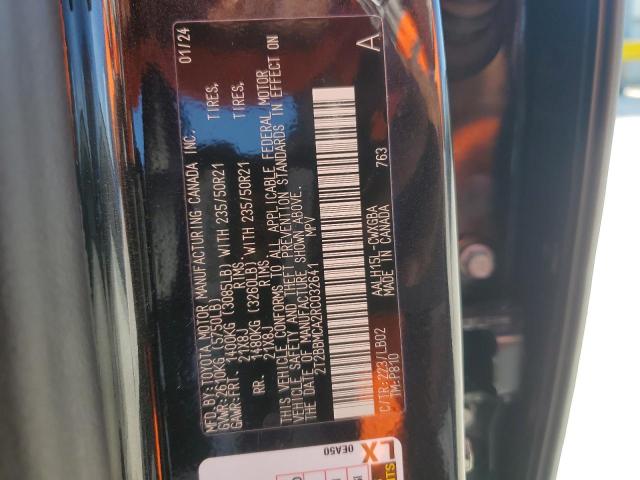 MFD.BY:TOYOTA MOTOR MANUFACTURING CANADA INC. 01/24
GVWR:2610KG(5750LB)
GAWR:FRT. 1400KG (3085LB) WITH 235/50R21 TIRES,
21X8J RIMS
RR. 1480KG (3260LB) WITH 235/50R21 TIRES,
21X8J RIMS
THIS VEHICLE CONFORMS TO ALL APPLICABLE FEDERAL MOTOR
VEHICLE SAFETY AND THEFT PREVENTION STANDARDS IN EFFECT ON
THE DATE OF MANUFACTURE SHOWN ABOVE.
2T2BBMCA2RC032641 MPV
A
C/TR:223/LB02 AALH15L-CWXGBA 763
TM:P810 MADE IN CANADA
LX
0EA50